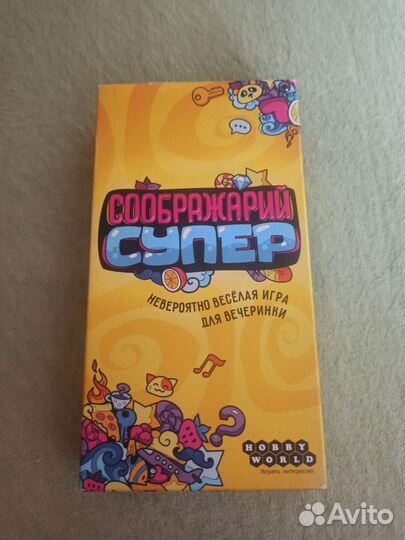 СООБРАЖАРИЙ
СУПЕР
НЕВЕРОЯТНО ВЕСЁЛАЯ ИГРА
ДЛЯ ВЕЧЕРИНКИ
?
HOBBY
WORLD
Играть интересно
Avito